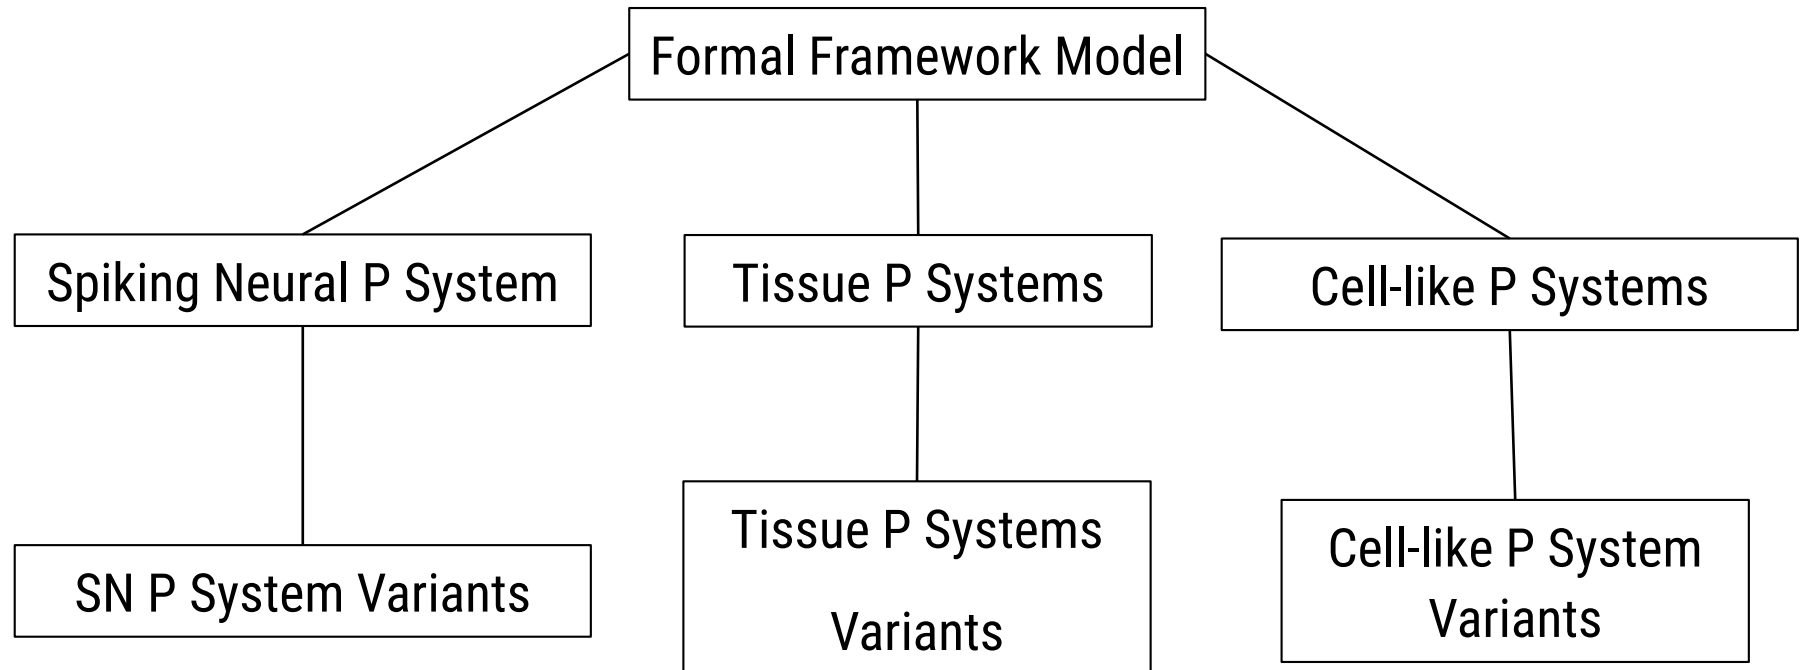 Formal Framework Model
Spiking Neural P System
Tissue P Systems
Cell-like P Systems
SN P System Variants
Tissue P Systems
Variants
Cell-like P System
Variants